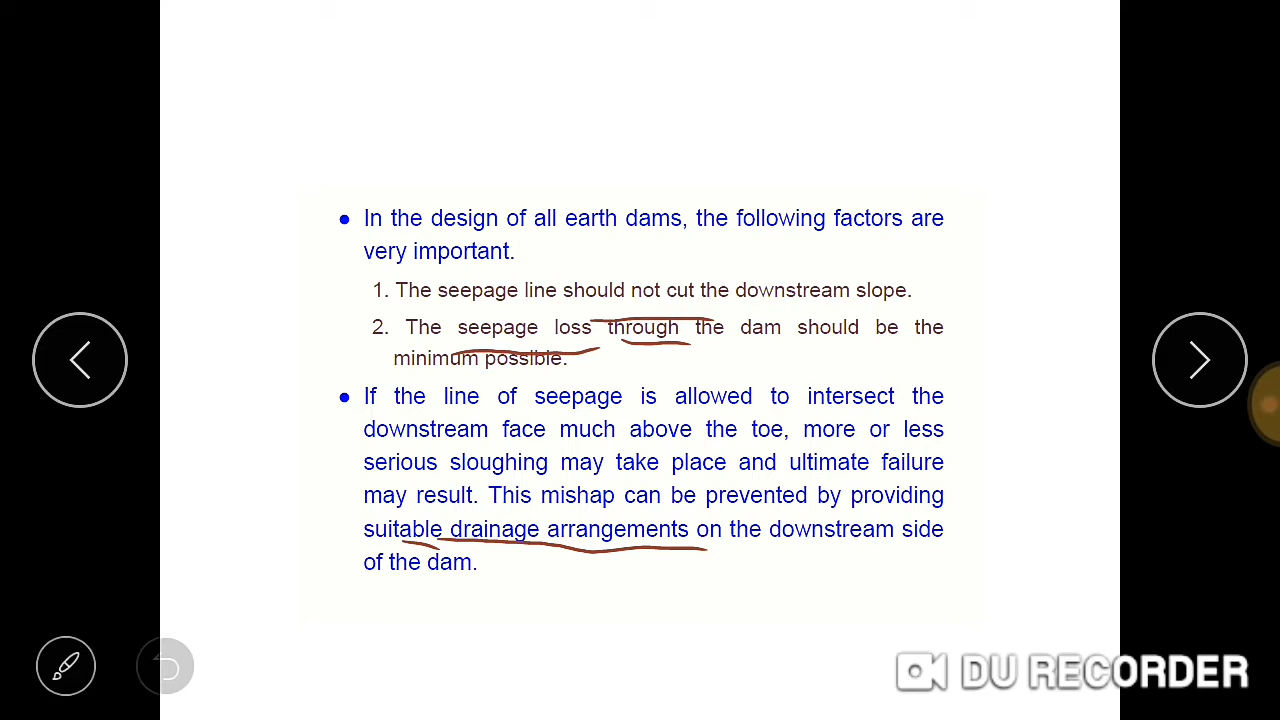 In the design of all earth dams, the following factors are
very important.
1. The seepage line should not cut the downstream slope.
2. The seepage loss through the dam should be the
minimum possible.
If the line of seepage is allowed to intersect the
downstream face much above the toe, more or less
serious sloughing may take place and ultimate failure
may result. This mishap can be prevented by providing
suitable drainage arrangements on the downstream side
of the dam.
DU RECORDER